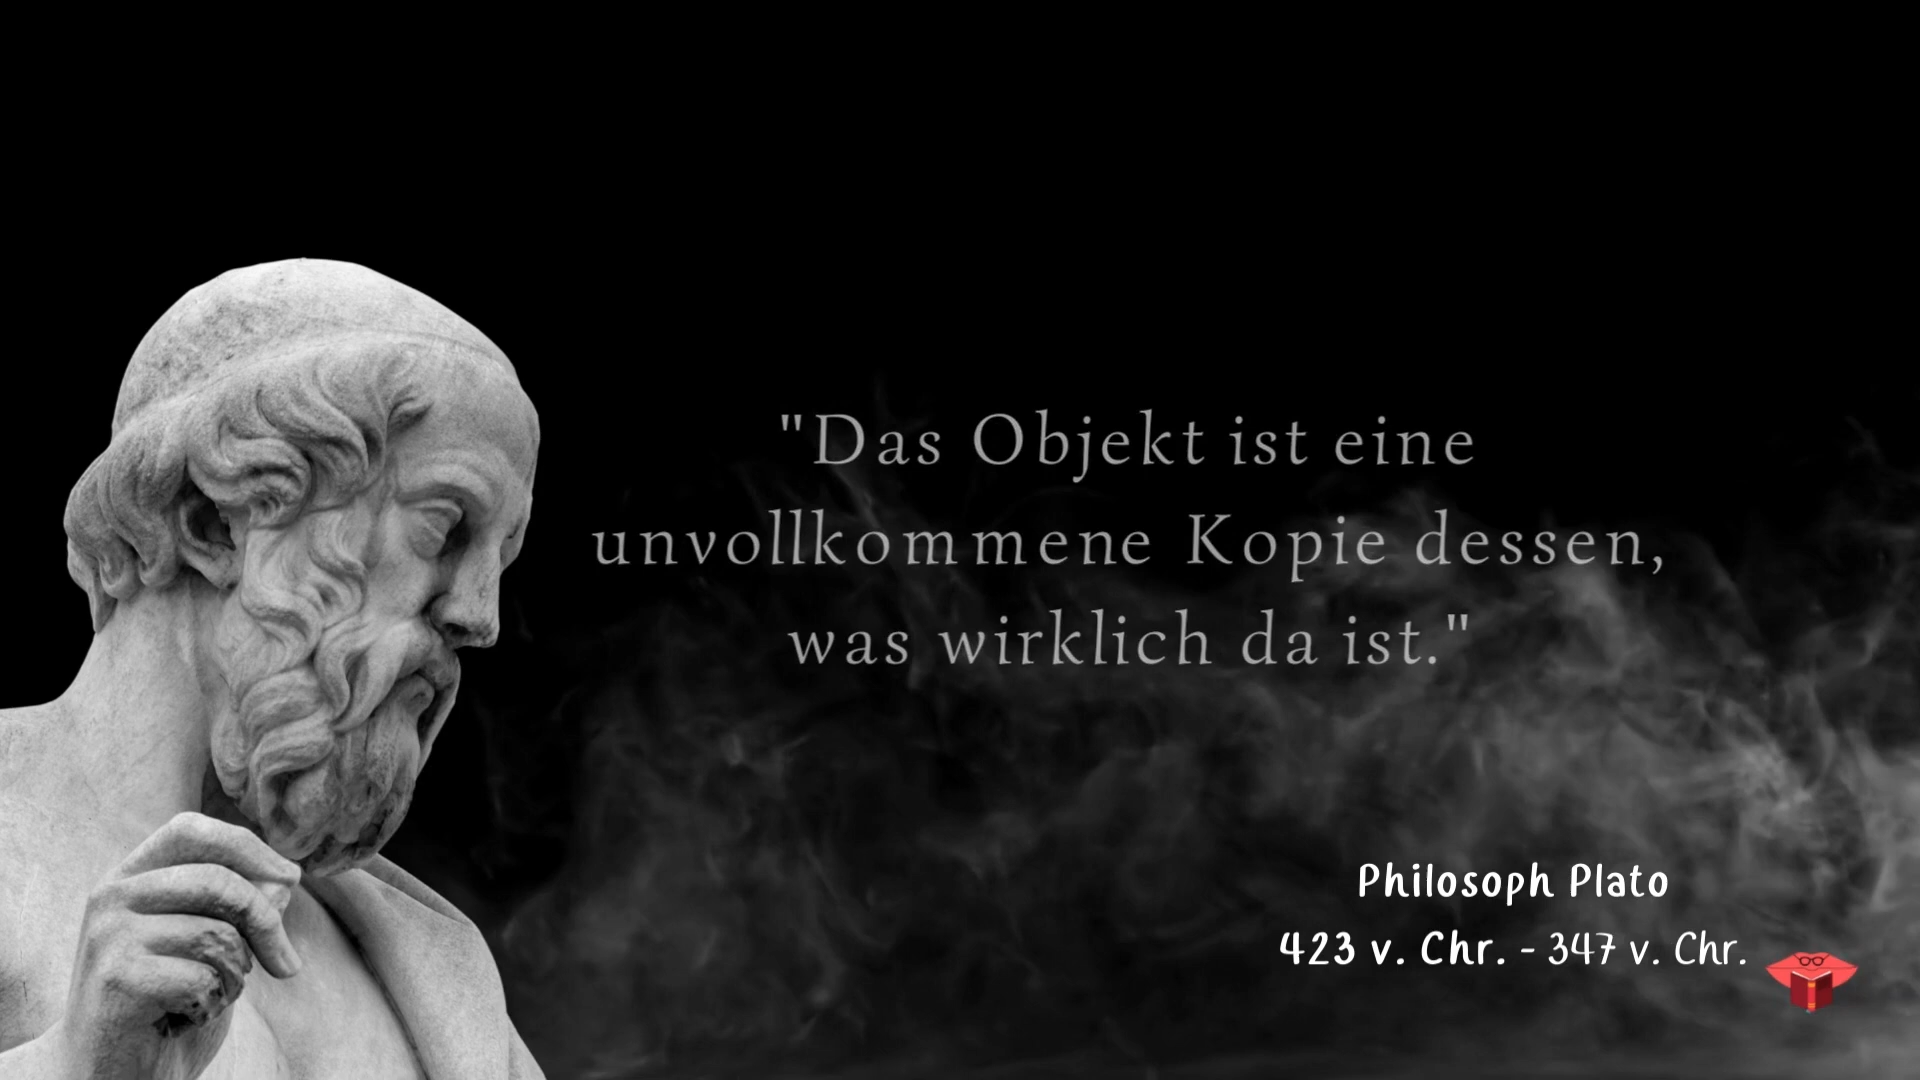 "Das Objekt ist eine
unvollkommene Kopie dessen,
was wirklich da ist."
Philosoph Plato
423 v. Chr. - 347 v. Chr.